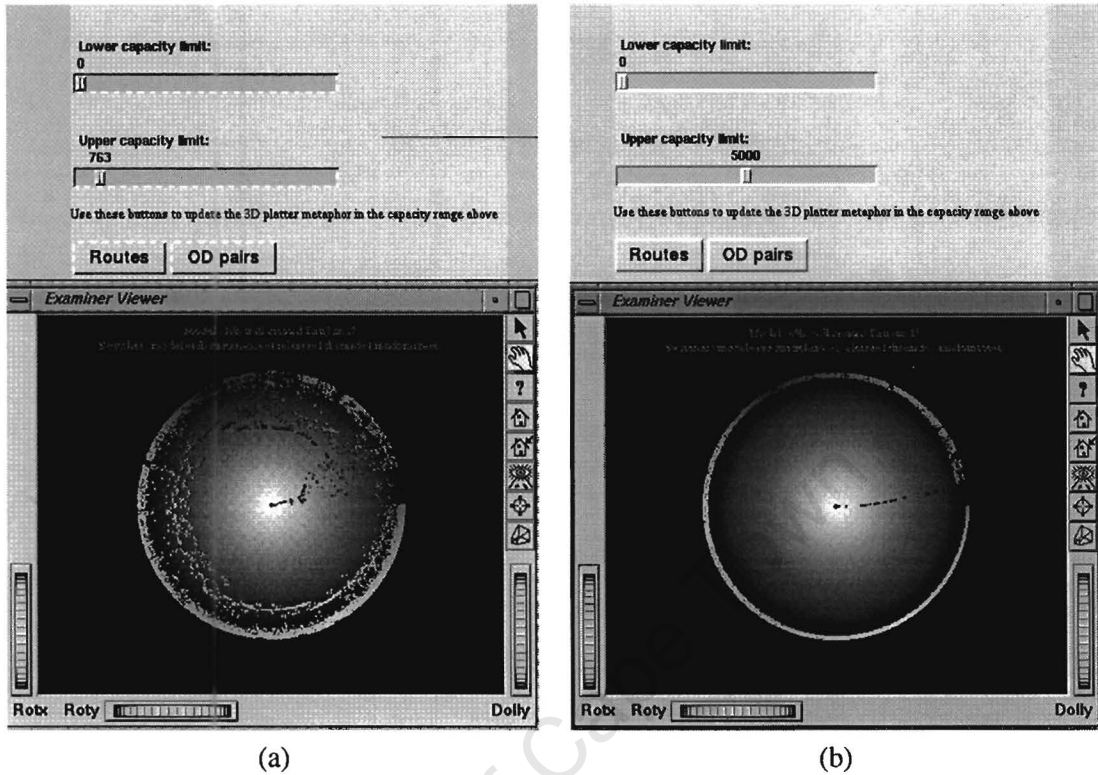 Lower capacity limit:
0
Upper capacity limit:
763
Use these buttons to update the 3D platter metaphor in the capacity range above
Routes OD pairs
Examiner Viewer
?
Rotx Roty Dolly
(a)
Lower capacity limit:
0
Upper capacity limit:
5000
Use these buttons to update the 3D platter metaphor in the capacity range above
Routes OD pairs
Examiner Viewer
?
Rotx Roty Dolly
(b)